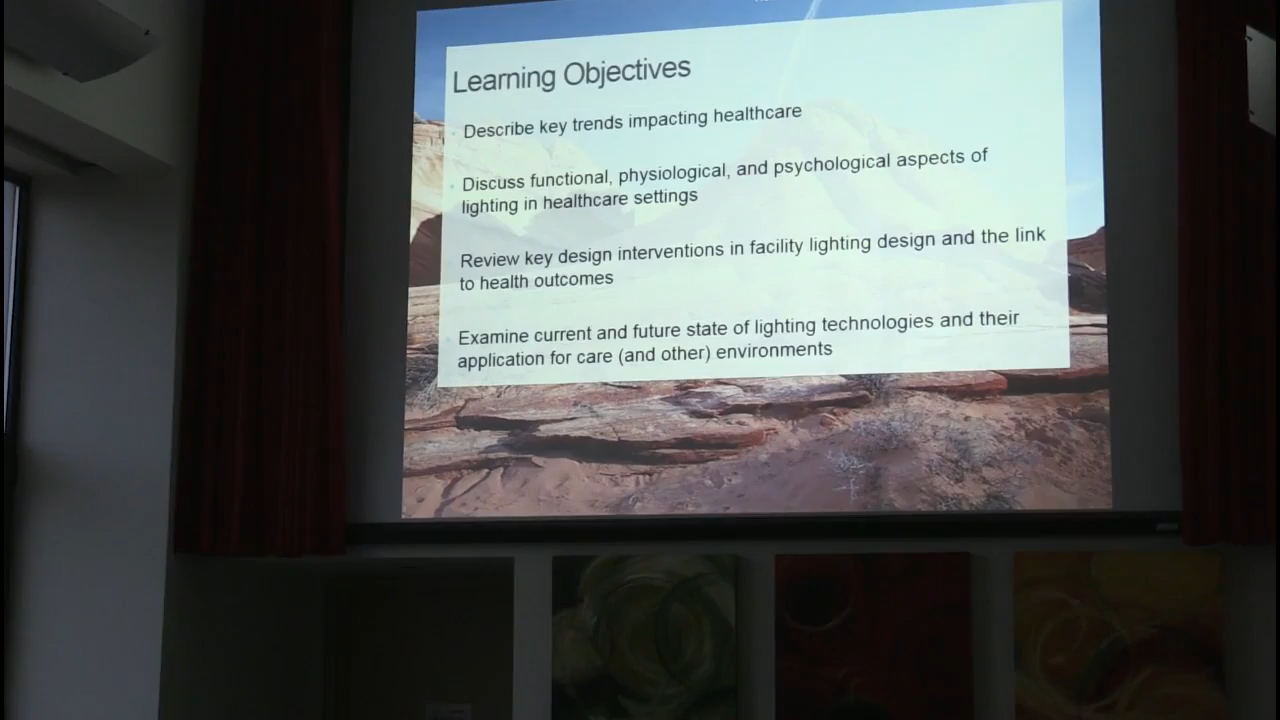 Learning Objectives
Describe key trends impacting healthcare
Discuss functional, physiological, and psychological aspects of
lighting in healthcare settings
Review key design interventions in facility lighting design and the link
to health outcomes
Examine current and future state of lighting technologies and their
application for care (and other) environments